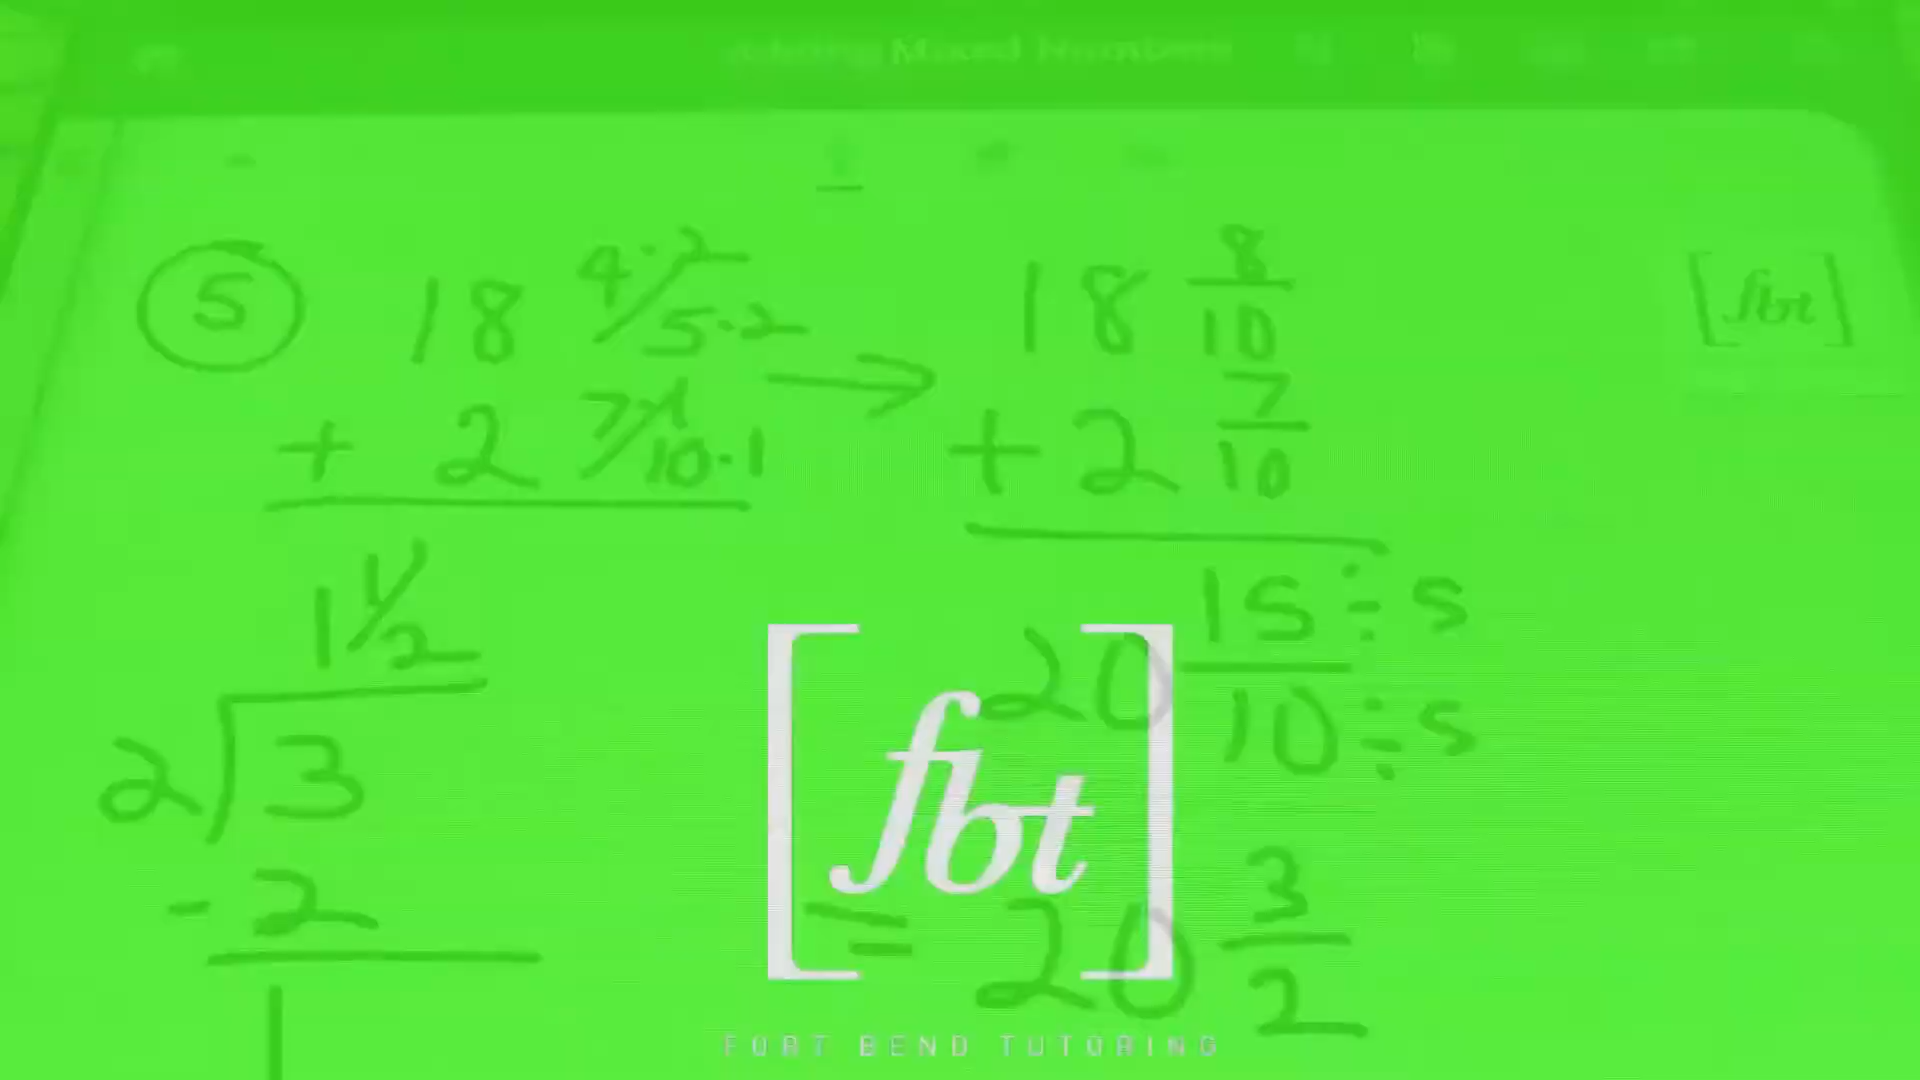 Adding Mixed Numbers
5 18 4·2/5·2 → 18 8/10
+ 2 7·1/10·1 + 2 7/10
1 1/2 20 15÷5/10÷5
2)3
- 2 = 20 3/2
1
[fbt]
[fbt]
FORT BEND TUTORING